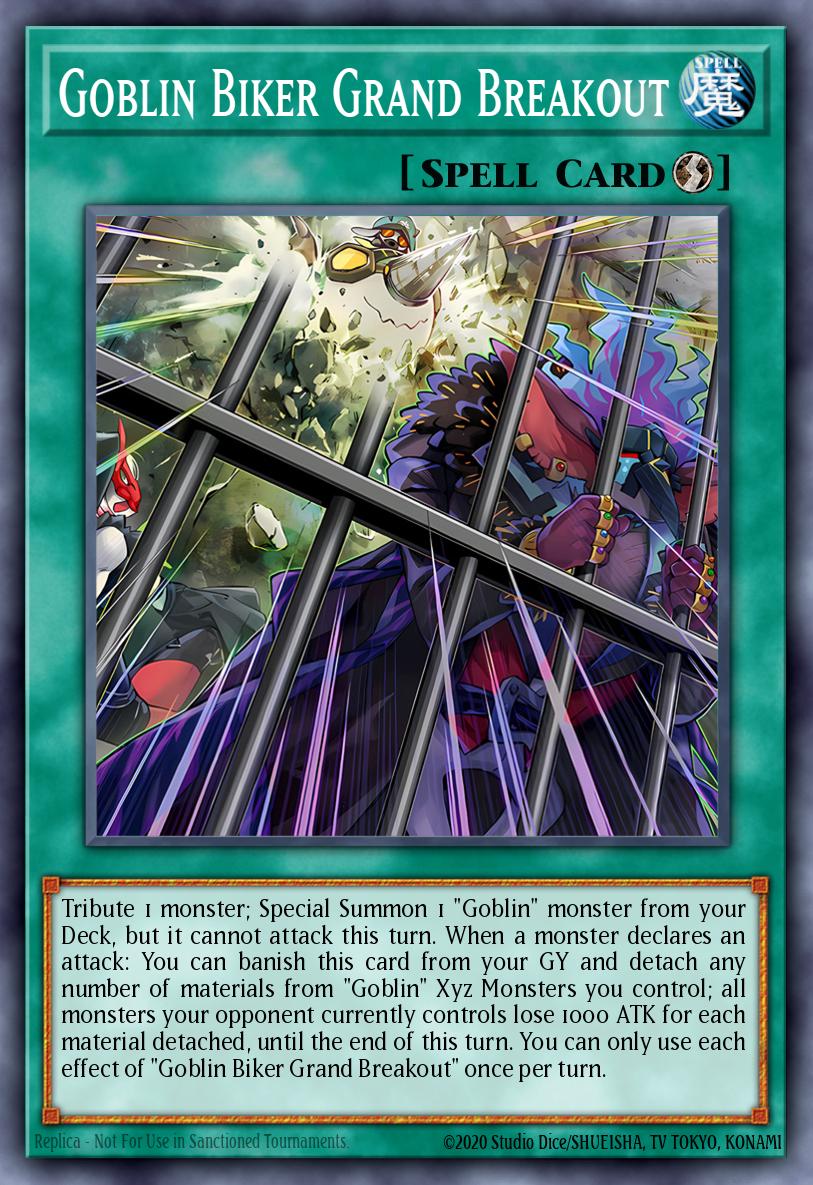 Goblin Biker Grand Breakout
SPELL
魔
[Spell Card]
Tribute 1 monster; Special Summon 1 "Goblin" monster from your
Deck, but it cannot attack this turn. When a monster declares an
attack: You can banish this card from your GY and detach any
number of materials from "Goblin" Xyz Monsters you control; all
monsters your opponent currently controls lose 1000 ATK for each
material detached, until the end of this turn. You can only use each
effect of "Goblin Biker Grand Breakout" once per turn.
Replica - Not For Use in Sanctioned Tournaments.
©2020 Studio Dice/SHUEISHA, TV TOKYO, KONAMI